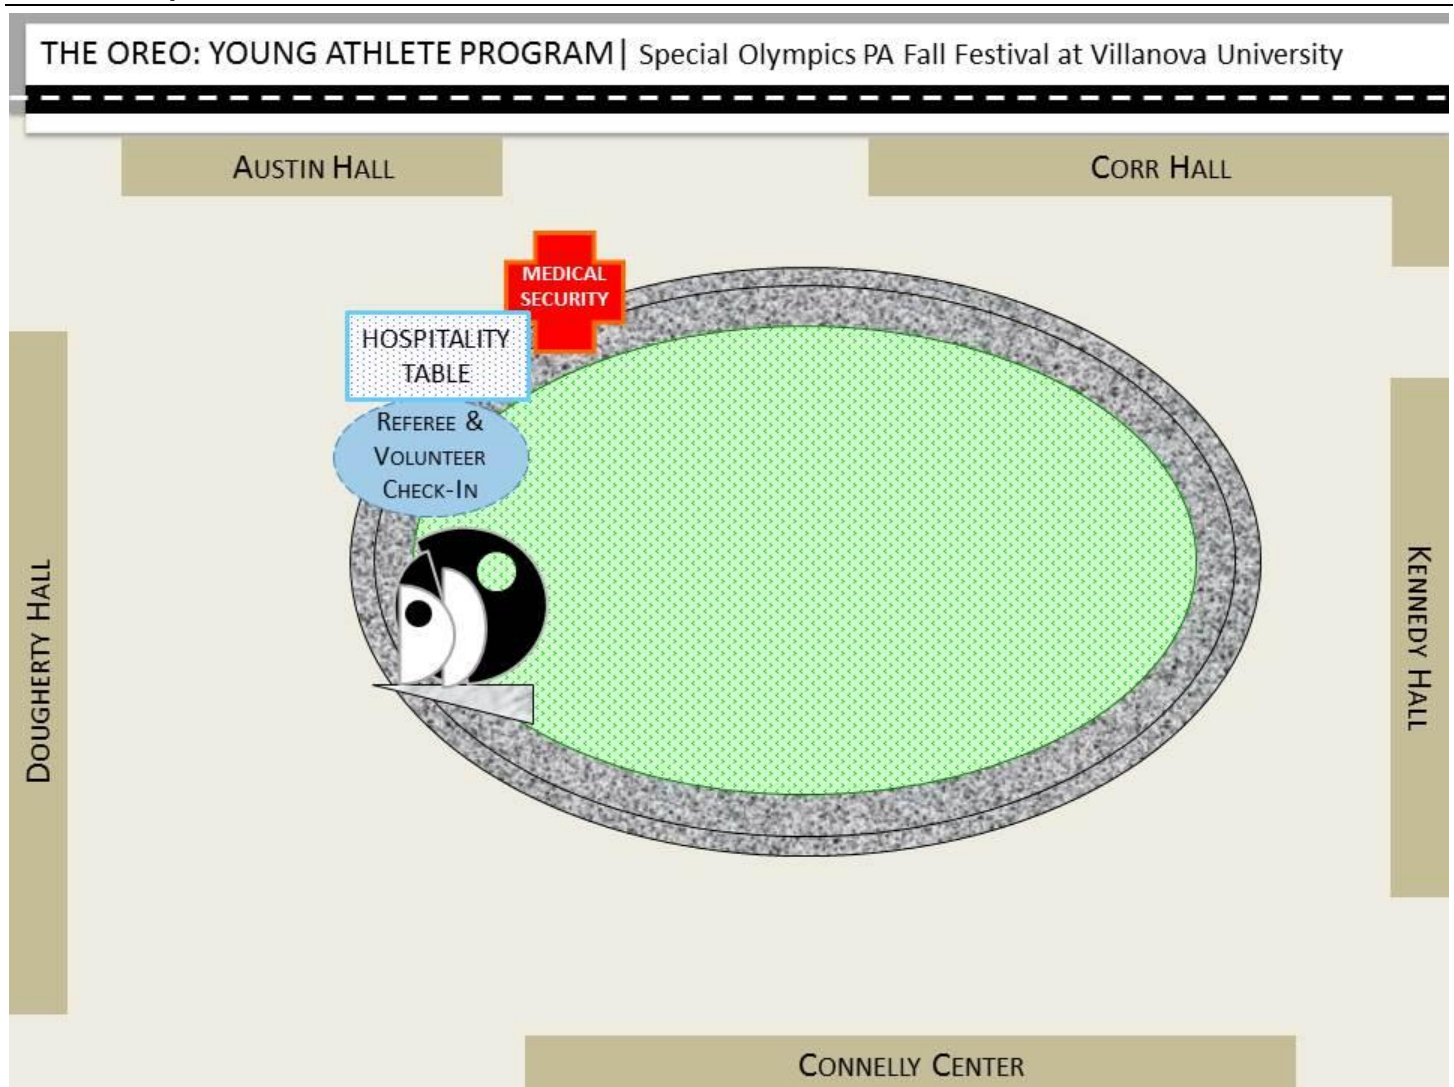 THE OREO: YOUNG ATHLETE PROGRAM| Special Olympics PA Fall Festival at Villanova University
AUSTIN HALL
CORR HALL
MEDICAL
SECURITY
HOSPITALITY
TABLE
REFEREE &
VOLUNTEER
CHECK-IN
DOUGHERTY HALL
KENNEDY HALL
CONNELLY CENTER